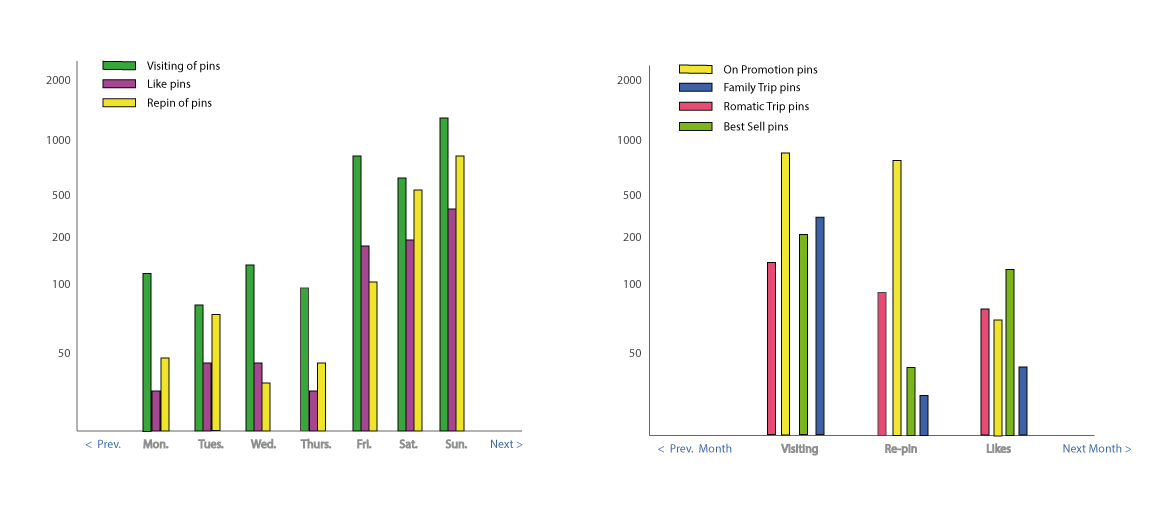 Visiting of pins
Like pins
Repin of pins
2000
1000
500
200
100
50
< Prev. Mon. Tues. Wed. Thurs. Fri. Sat. Sun. Next >
On Promotion pins
Family Trip pins
Romatic Trip pins
Best Sell pins
2000
1000
500
200
100
50
< Prev. Month Visiting Re-pin Likes Next Month >